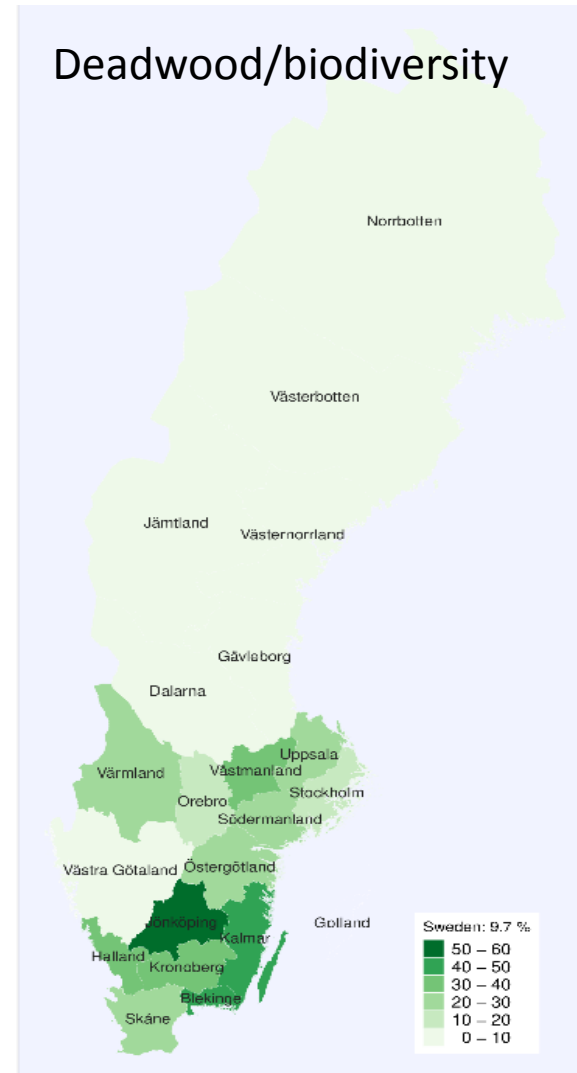 Deadwood/biodiversity
Norrbotten
Västerbotten
Jämtland
Västernorrland
Gävleborg
Dalarna
Uppsala
Värmland
Västmanland
Stockholm
Orebro
Södermanland
Västra Götaland
Östergötland
Jönköping
Gotland
Kalmar
Halland
Kronoberg
Blekinge
Skåne
Sweden: 9.7 %
50 – 60
40 – 50
30 – 40
20 – 30
10 – 20
0 – 10